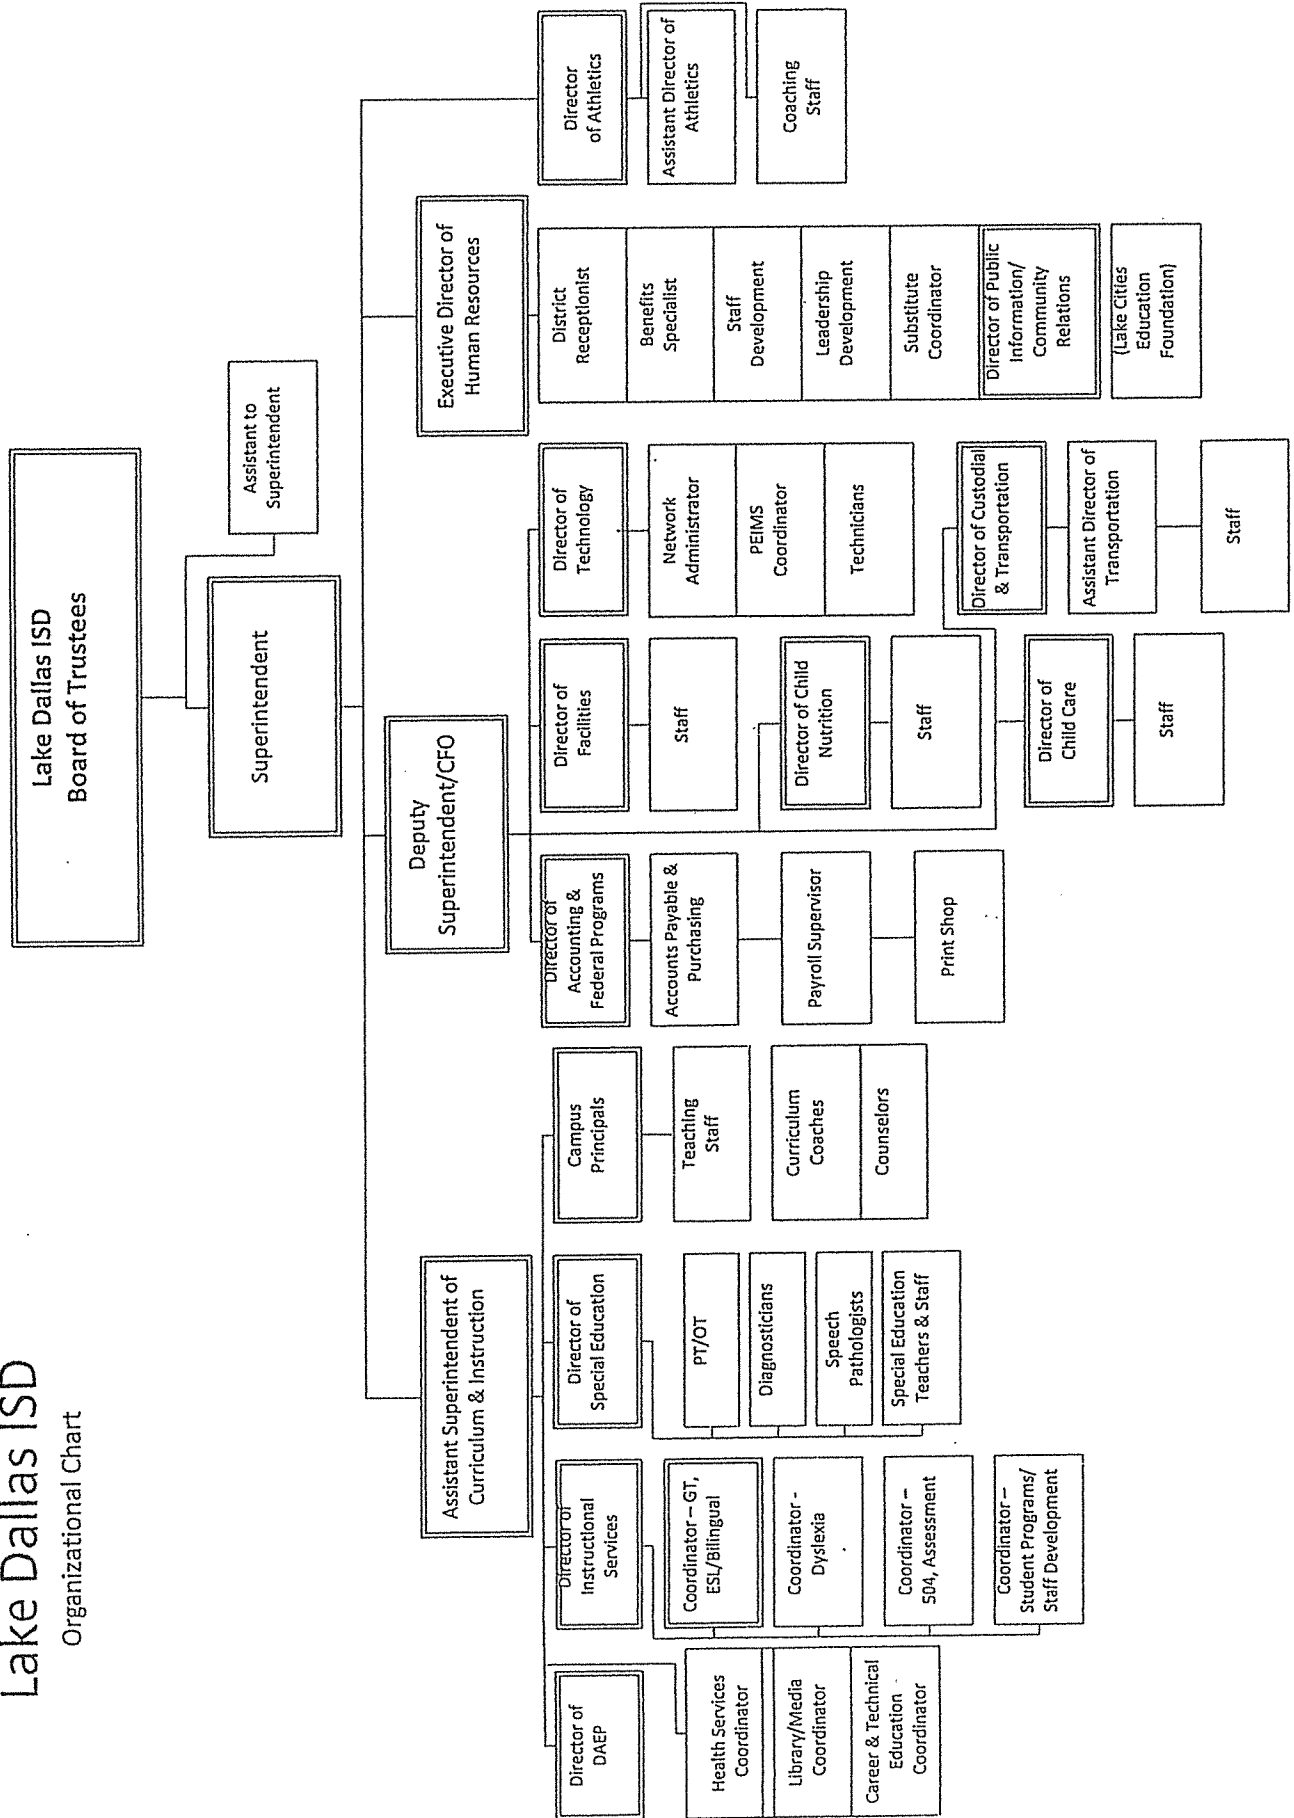 Lake Dallas ISD
Organizational Chart
Lake Dallas ISD
Board of Trustees
Superintendent
Assistant to
Superintendent
Assistant Superintendent of
Curriculum & Instruction
Deputy
Superintendent/CFO
Executive Director of
Human Resources
Director of
DAEP
Health Services
Coordinator
Library/Media
Coordinator
Career & Technical
Education
Coordinator
Director of
Instructional
Services
Coordinator – GT,
ESL/Bilingual
Coordinator -
Dyslexia
Coordinator –
504, Assessment
Coordinator –
Student Programs/
Staff Development
Director of
Special Education
PT/OT
Diagnosticians
Speech
Pathologists
Special Education
Teachers & Staff
Campus
Principals
Teaching
Staff
Curriculum
Coaches
Counselors
Director of
Accounting &
Federal Programs
Accounts Payable &
Purchasing
Payroll Supervisor
Print Shop
Director of
Facilities
Staff
Director of Child
Nutrition
Staff
Director of
Child Care
Staff
Director of
Technology
Network
Administrator
PEIMS
Coordinator
Technicians
Director of Custodial
& Transportation
Assistant Director of
Transportation
Staff
District
Receptionist
Benefits
Specialist
Staff
Development
Leadership
Development
Substitute
Coordinator
Director of Public
Information/
Community
Relations
(Lake Cities
Education
Foundation)
Director
of Athletics
Assistant Director of
Athletics
Coaching
Staff